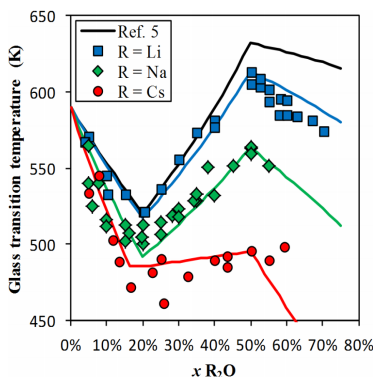 650
600
550
500
450
Glass transition temperature (K)
Ref. 5
R = Li
R = Na
R = Cs
0% 10% 20% 30% 40% 50% 60% 70% 80%
x R₂O